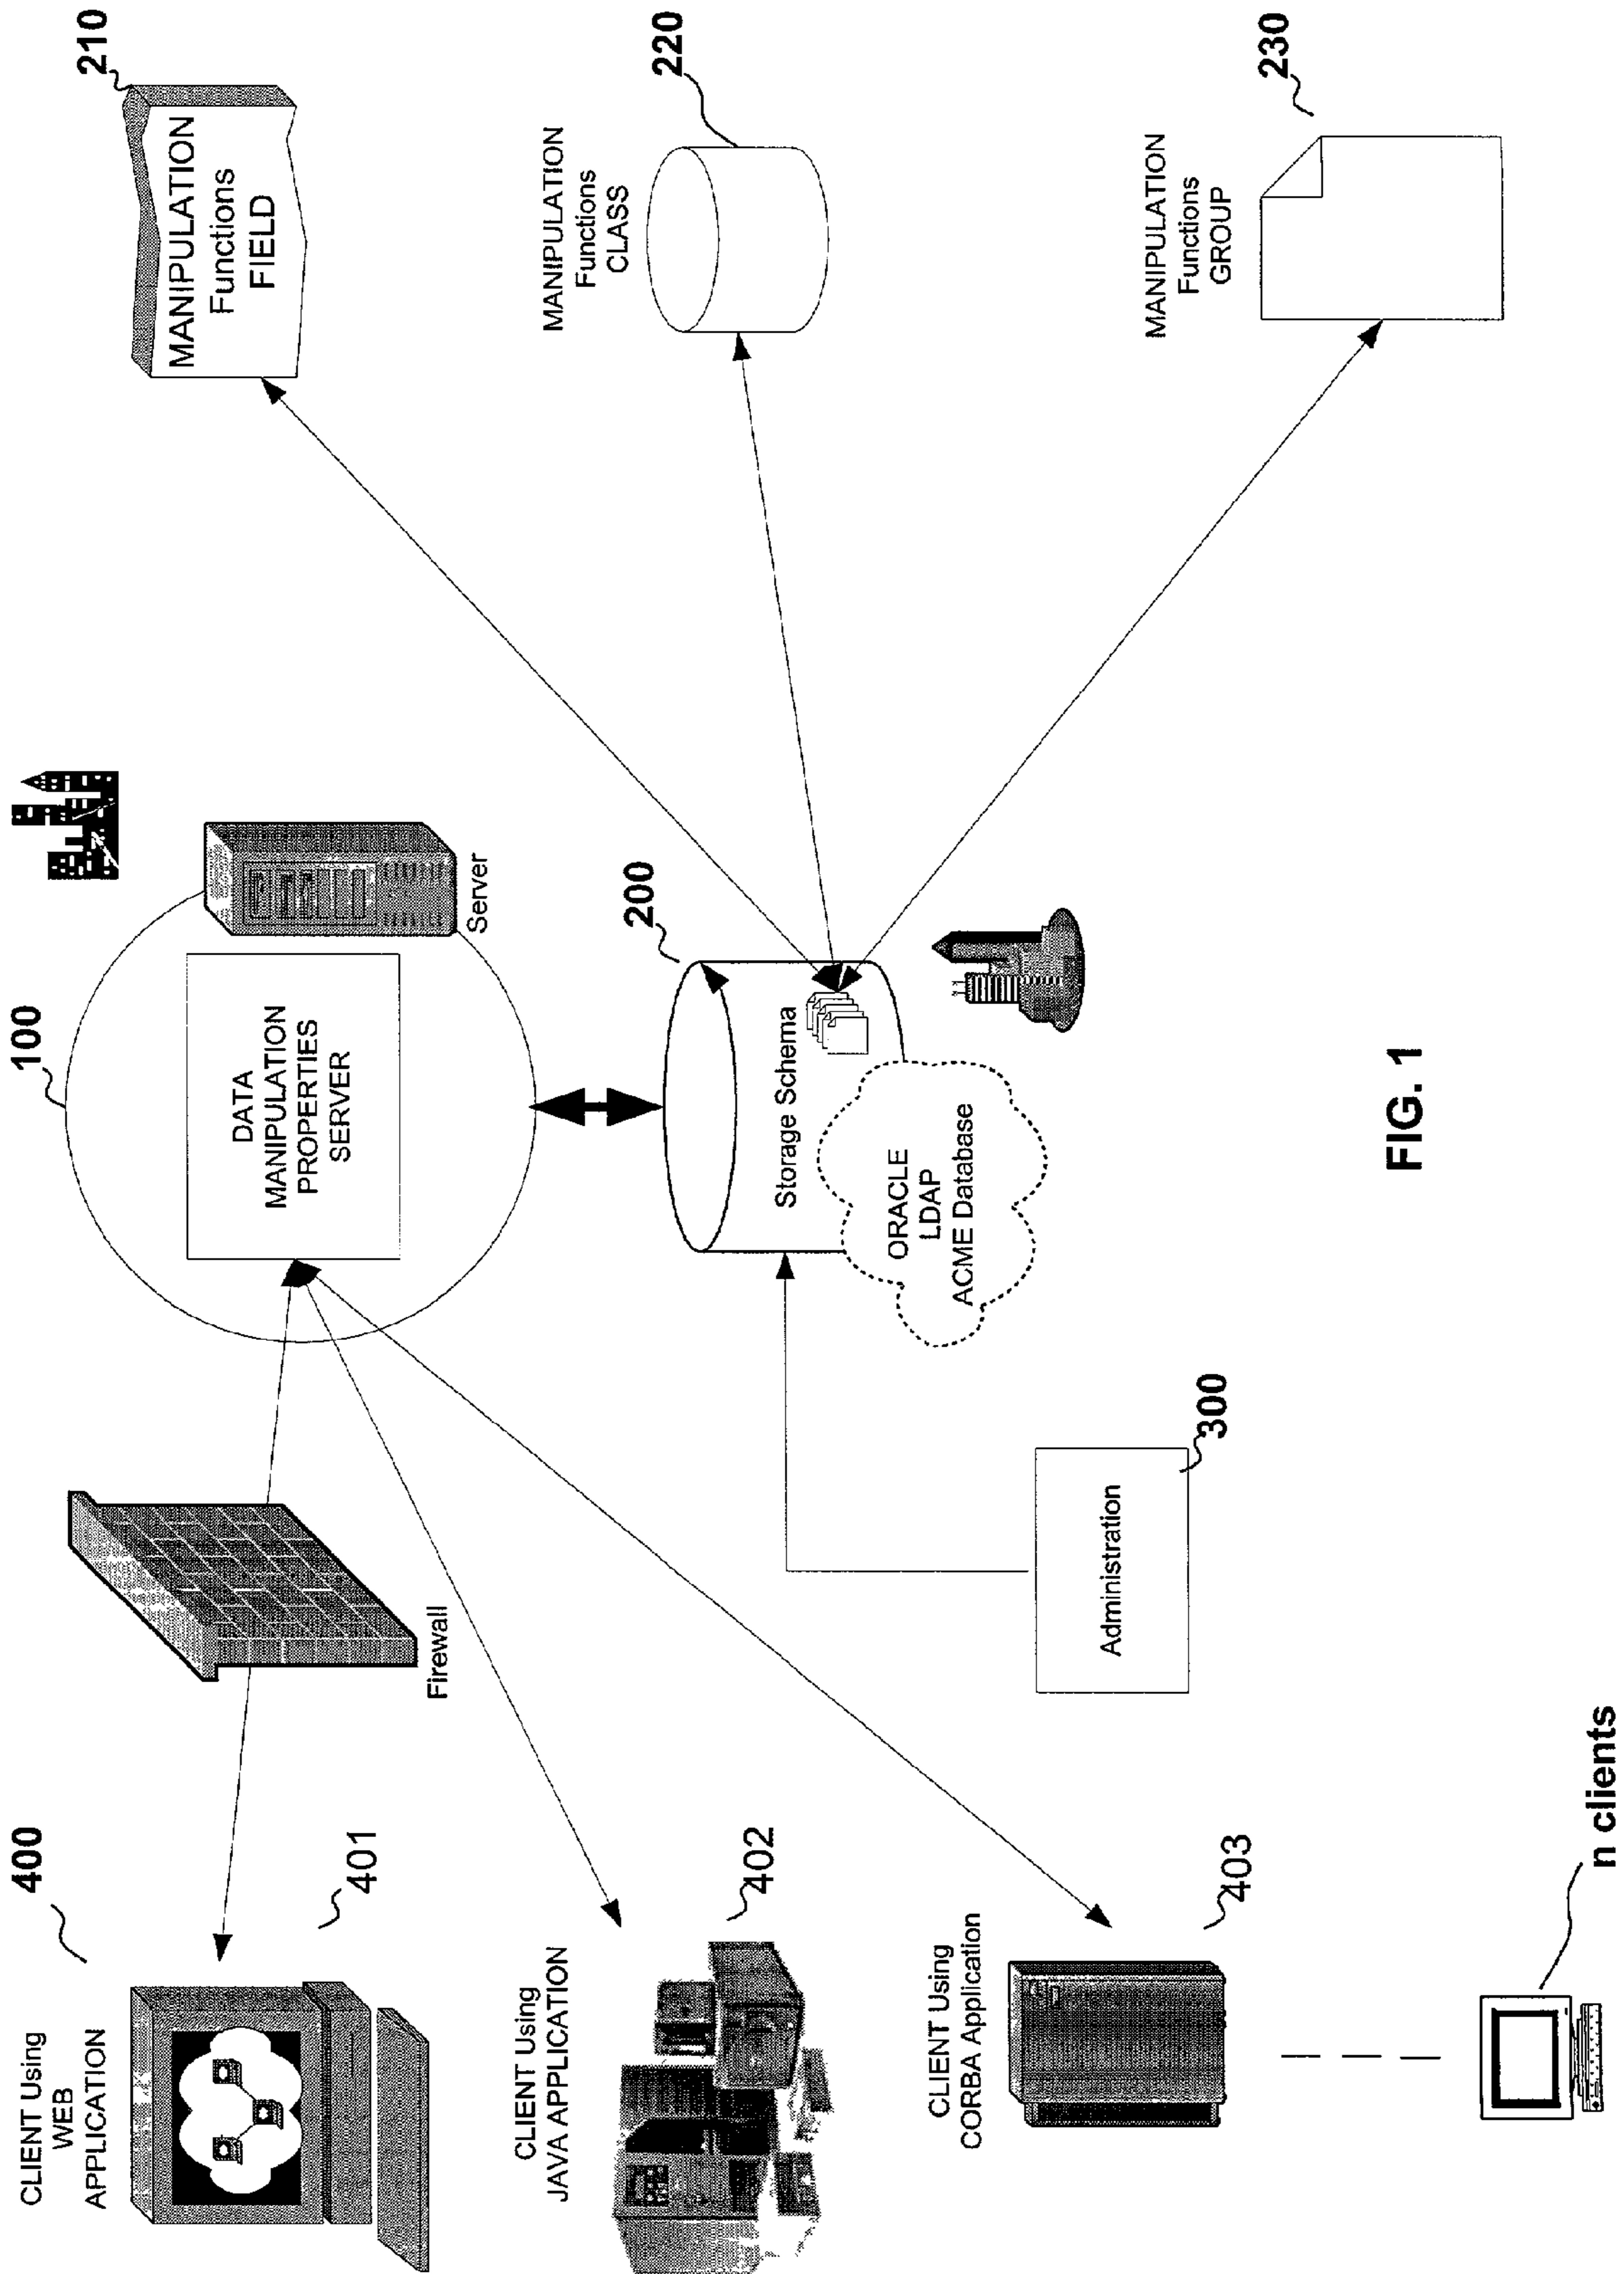 400
CLIENT Using
WEB
APPLICATION
401
CLIENT Using
JAVA APPLICATION
402
CLIENT Using
CORBA Application
403
n clients
Firewall
100
DATA
MANIPULATION
PROPERTIES
SERVER
Server
200
Storage Schema
ORACLE
LDAP
ACME Database
Administration
300
210
MANIPULATION
Functions
FIELD
220
MANIPULATION
Functions
CLASS
230
MANIPULATION
Functions
GROUP
FIG. 1